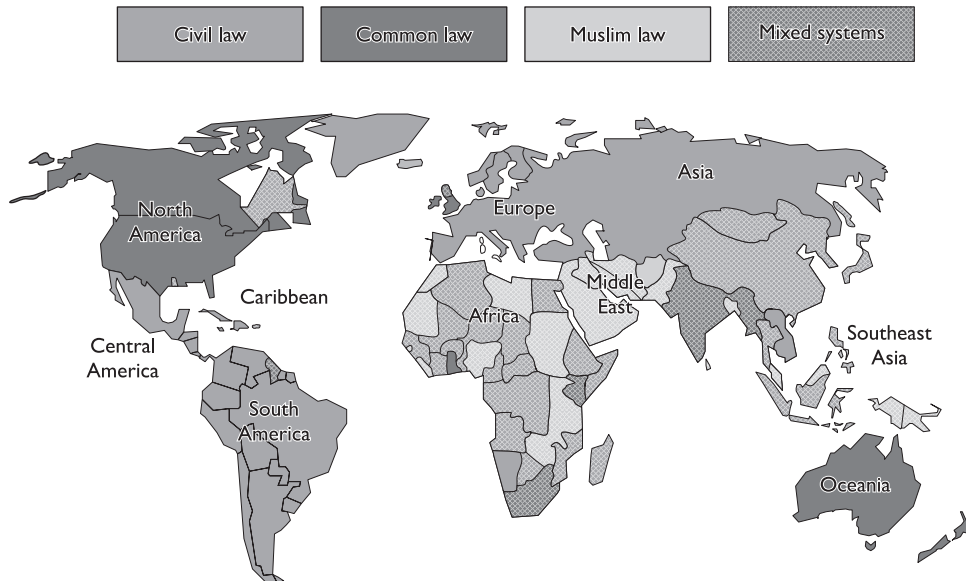 Civil law
Common law
Muslim law
Mixed systems
North
America
Caribbean
Central
America
South
America
Europe
Asia
Africa
Middle
East
Southeast
Asia
Oceania